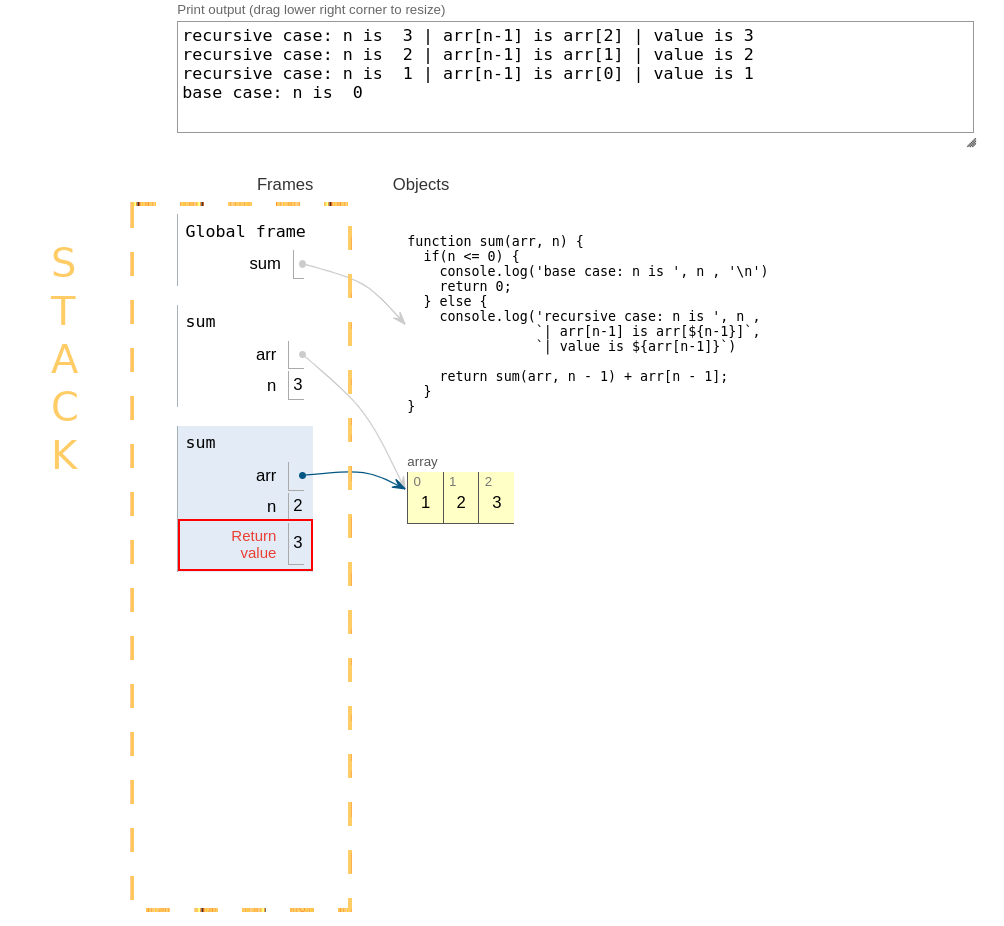 Print output (drag lower right corner to resize)
recursive case: n is  3 | arr[n-1] is arr[2] | value is 3
recursive case: n is  2 | arr[n-1] is arr[1] | value is 2
recursive case: n is  1 | arr[n-1] is arr[0] | value is 1
base case: n is  0
Frames
Objects
S
T
A
C
K
Global frame
sum
sum
arr
n 3
sum
arr
n 2
Return
value 3
function sum(arr, n) {
  if(n <= 0) {
    console.log('base case: n is ', n , '\n')
    return 0;
  } else {
    console.log('recursive case: n is ', n ,
                `| arr[n-1] is arr[${n-1}]`,
                `| value is ${arr[n-1]}`)
    return sum(arr, n - 1) + arr[n - 1];
  }
}
array
0 1 2
1 2 3